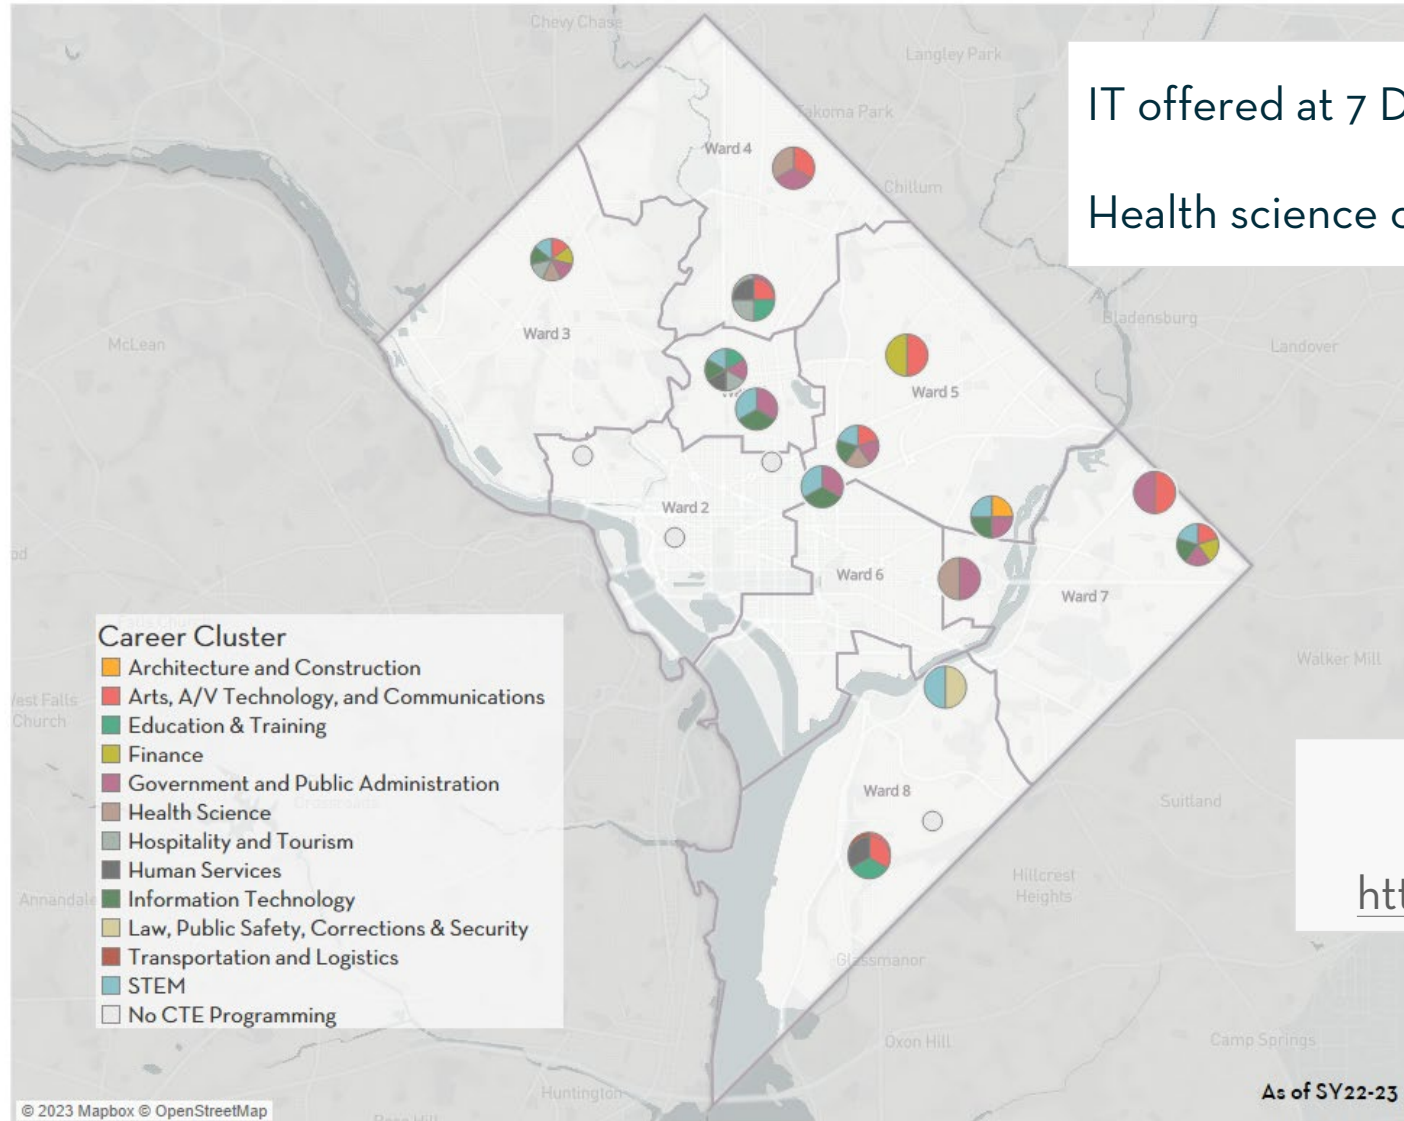 Chevy Chase
Langley Park
IT offered at 7 D
Takoma Park
Ward 4
Chillum
Health science
Ward 3
Bladensburg
McLean
Landover
Ward 5
Ward 2
Ward 6
Ward 7
Career Cluster
Architecture and Construction
Arts, A/V Technology, and Communications
Education & Training
Finance
Government and Public Administration
Health Science
Hospitality and Tourism
Human Services
Information Technology
Law, Public Safety, Corrections & Security
Transportation and Logistics
STEM
No CTE Programming
Church
Annandale
Walker Mill
Ward 8
Suitland
Hillcrest
Heights
htt
Glassmanor
Oxon Hill
Camp Springs
Huntington
As of SY22-23
© 2023 Mapbox © OpenStreetMap